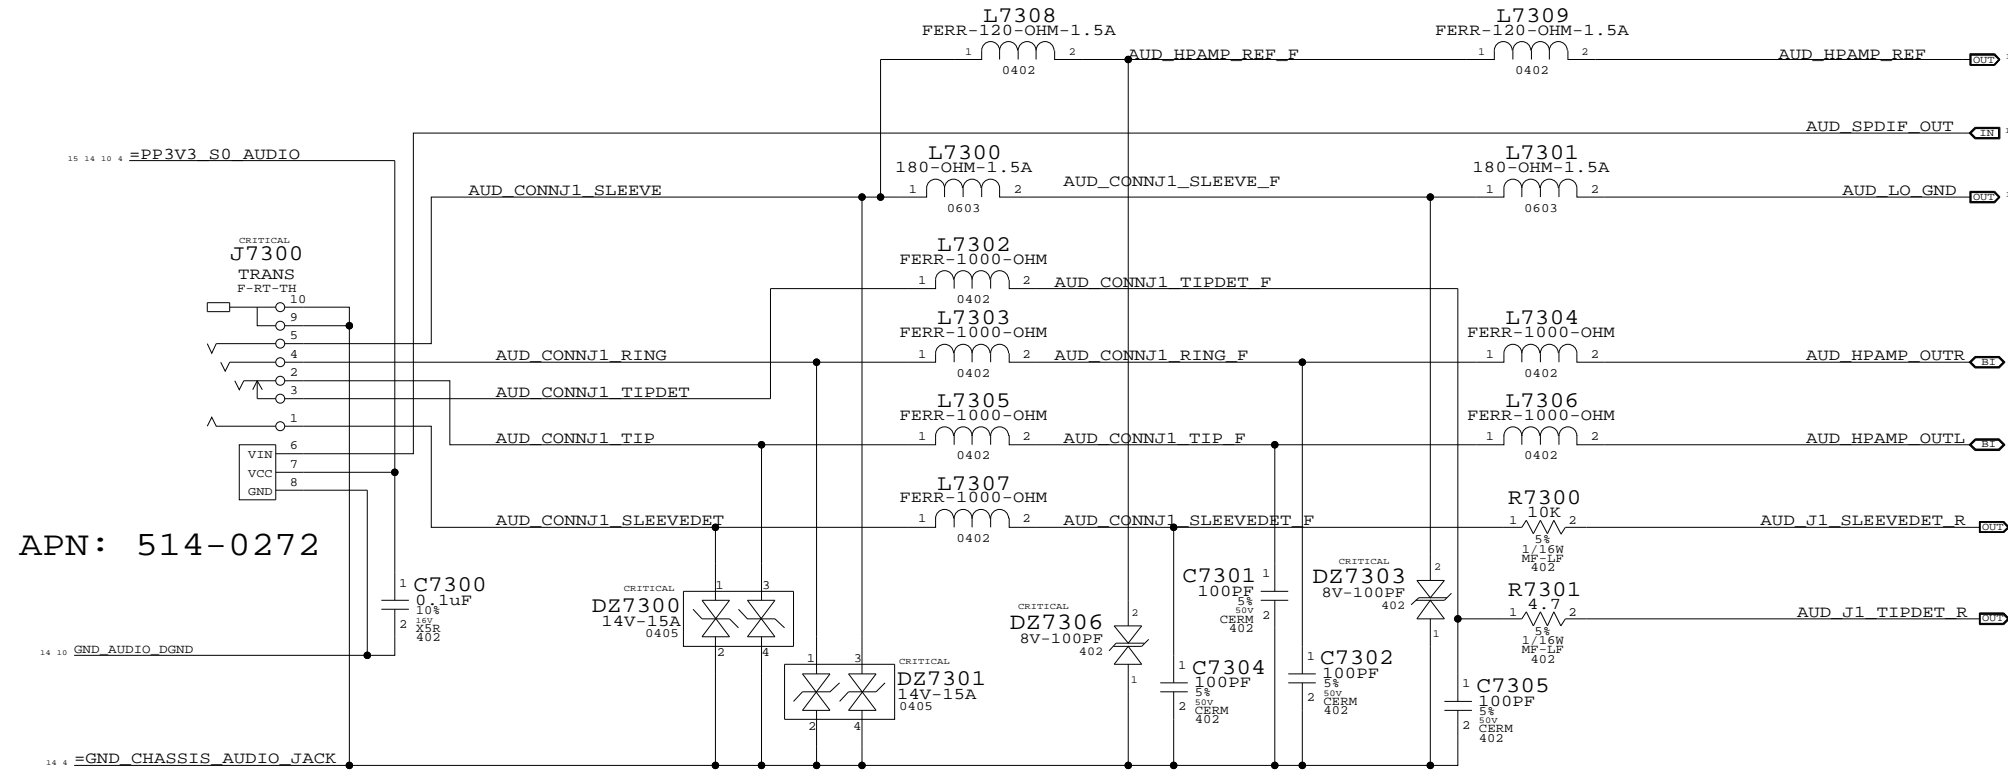 L7308
FERR-120-OHM-1.5A
1 2
0402
AUD_HPAMP_REF_F
L7309
FERR-120-OHM-1.5A
1 2
0402
AUD_HPAMP_REF
OUT
AUD_SPDIF_OUT
IN
15 14 10 4 =PP3V3_S0_AUDIO
AUD_CONNJ1_SLEEVE
L7300
180-OHM-1.5A
1 2
0603
AUD_CONNJ1_SLEEVE_F
L7301
180-OHM-1.5A
1 2
0603
AUD_LO_GND
OUT
CRITICAL
J7300
TRANS
F-RT-TH
10
9
5
4
2
3
1
VIN 6
VCC 7
GND 8
APN: 514-0272
L7302
FERR-1000-OHM
1 2
0402
AUD_CONNJ1_TIPDET_F
AUD_CONNJ1_RING
L7303
FERR-1000-OHM
1 2
0402
AUD_CONNJ1_RING_F
L7304
FERR-1000-OHM
1 2
0402
AUD_HPAMP_OUTR
BI
AUD_CONNJ1_TIPDET
AUD_CONNJ1_TIP
L7305
FERR-1000-OHM
1 2
0402
AUD_CONNJ1_TIP_F
L7306
FERR-1000-OHM
1 2
0402
AUD_HPAMP_OUTL
BI
AUD_CONNJ1_SLEEVEDET
L7307
FERR-1000-OHM
1 2
0402
AUD_CONNJ1_SLEEVEDET_F
R7300
10K
1 2
5%
1/16W
MF-LF
402
AUD_J1_SLEEVEDET_R
OUT
R7301
4.7
1 2
5%
1/16W
MF-LF
402
AUD_J1_TIPDET_R
OUT
1 C7300
0.1uF
10%
2 16V
X5R
402
CRITICAL
DZ7300
14V-15A
0405
1 3
2 4
CRITICAL
DZ7301
14V-15A
0405
1 3
2 4
CRITICAL
DZ7306
8V-100PF
402
2
1
1 C7304
100PF
5%
2 50V
CERM
402
C7301 1
100PF
5%
50V 2
CERM
402
1 C7302
100PF
5%
2 50V
CERM
402
CRITICAL
DZ7303
8V-100PF
402
2
1
1 C7305
100PF
5%
2 50V
CERM
402
14 10 GND_AUDIO_DGND
14 4 =GND_CHASSIS_AUDIO_JACK